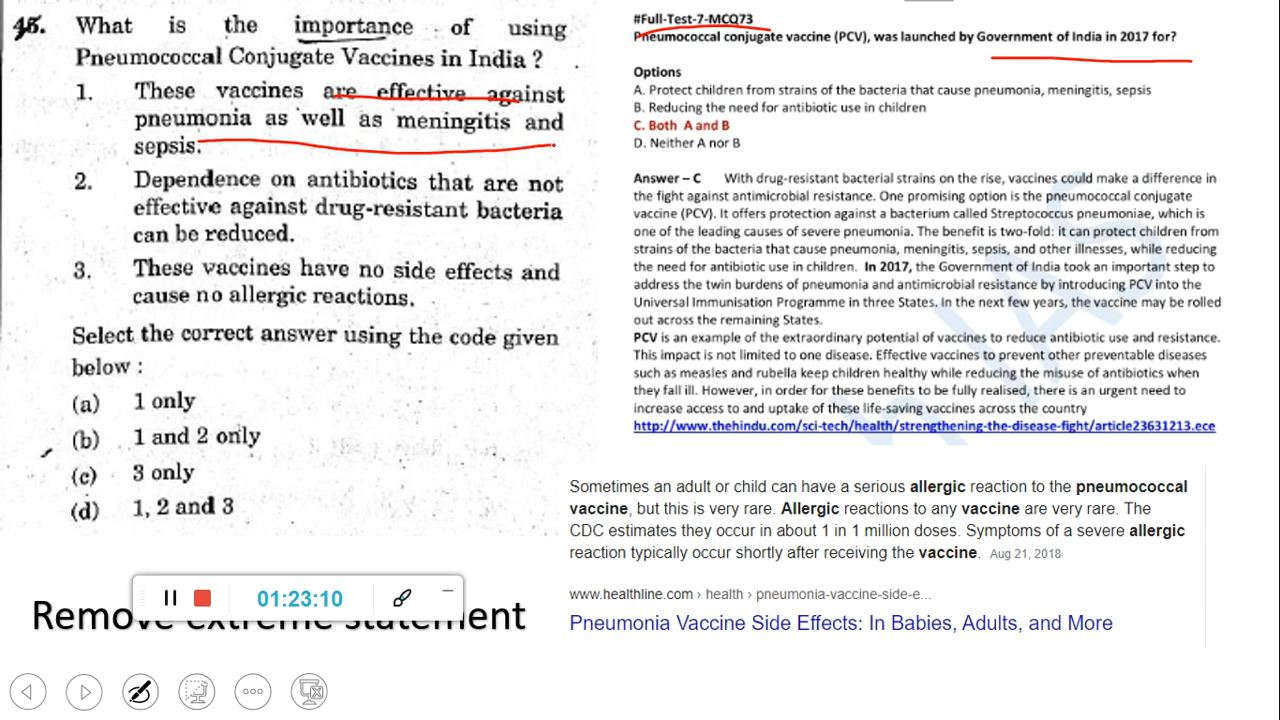 45. What is the importance of using
Pneumococcal Conjugate Vaccines in India ?
1. These vaccines are effective against
pneumonia as well as meningitis and
sepsis.
2. Dependence on antibiotics that are not
effective against drug-resistant bacteria
can be reduced.
3. These vaccines have no side effects and
cause no allergic reactions.
Select the correct answer using the code given
below :
(a) 1 only
(b) 1 and 2 only
(c) 3 only
(d) 1, 2 and 3
#Full-Test-7-MCQ73
Pneumococcal conjugate vaccine (PCV), was launched by Government of India in 2017 for?
Options
A. Protect children from strains of the bacteria that cause pneumonia, meningitis, sepsis
B. Reducing the need for antibiotic use in children
C. Both A and B
D. Neither A nor B
Answer – C With drug-resistant bacterial strains on the rise, vaccines could make a difference in
the fight against antimicrobial resistance. One promising option is the pneumococcal conjugate
vaccine (PCV). It offers protection against a bacterium called Streptococcus pneumoniae, which is
one of the leading causes of severe pneumonia. The benefit is two-fold: it can protect children from
strains of the bacteria that cause pneumonia, meningitis, sepsis, and other illnesses, while reducing
the need for antibiotic use in children. In 2017, the Government of India took an important step to
address the twin burdens of pneumonia and antimicrobial resistance by introducing PCV into the
Universal Immunisation Programme in three States. In the next few years, the vaccine may be rolled
out across the remaining States.
PCV is an example of the extraordinary potential of vaccines to reduce antibiotic use and resistance.
This impact is not limited to one disease. Effective vaccines to prevent other preventable diseases
such as measles and rubella keep children healthy while reducing the misuse of antibiotics when
they fall ill. However, in order for these benefits to be fully realised, there is an urgent need to
increase access to and uptake of these life-saving vaccines across the country
http://www.thehindu.com/sci-tech/health/strengthening-the-disease-fight/article23631213.ece
Sometimes an adult or child can have a serious allergic reaction to the pneumococcal
vaccine, but this is very rare. Allergic reactions to any vaccine are very rare. The
CDC estimates they occur in about 1 in 1 million doses. Symptoms of a severe allergic
reaction typically occur shortly after receiving the vaccine. Aug 21, 2018
www.healthline.com › health › pneumonia-vaccine-side-e...
Pneumonia Vaccine Side Effects: In Babies, Adults, and More
01:23:10
Remove extreme statement